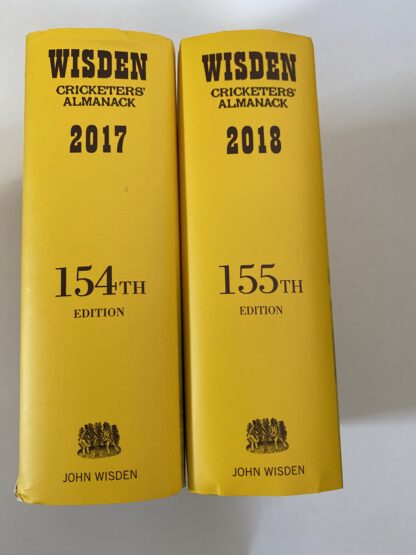 WISDEN
CRICKETERS'
ALMANACK
2017
154TH
EDITION
JOHN WISDEN
WISDEN
CRICKETERS'
ALMANACK
2018
155TH
EDITION
JOHN WISDEN